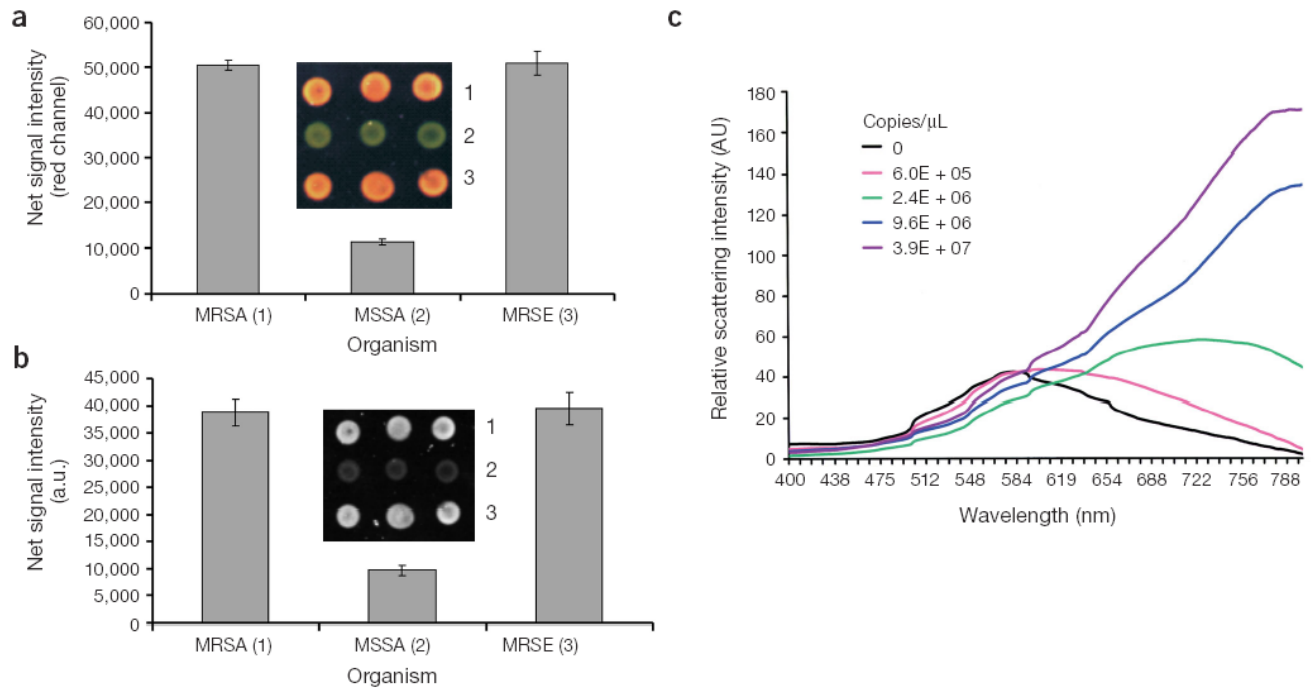 a
60,000
50,000
40,000
30,000
20,000
10,000
0
Net signal intensity
(red channel)
1
2
3
MRSA (1) MSSA (2) MRSE (3)
Organism
b
45,000
40,000
35,000
30,000
25,000
20,000
15,000
10,000
5,000
0
Net signal intensity
(a.u.)
1
2
3
MRSA (1) MSSA (2) MRSE (3)
Organism
c
180
160
140
120
100
80
60
40
20
0
Relative scattering intensity (AU)
Copies/μL
0
6.0E + 05
2.4E + 06
9.6E + 06
3.9E + 07
400 438 475 512 548 584 619 654 688 722 756 788
Wavelength (nm)